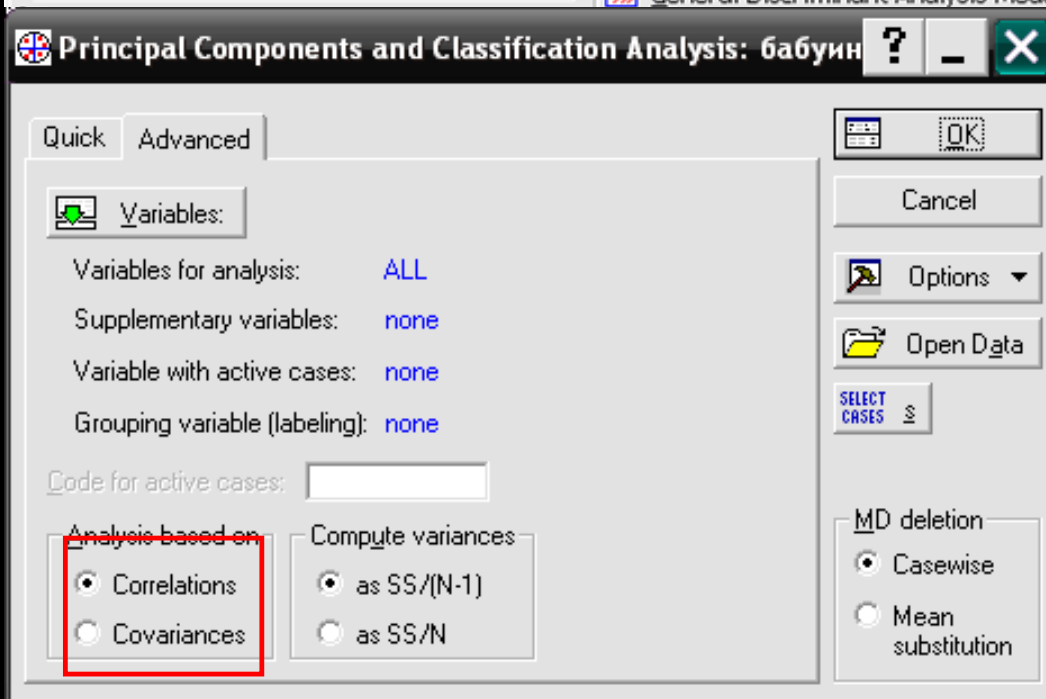 Principal Components and Classification Analysis: бабуин
Quick
Advanced
OK
Variables:
Cancel
Variables for analysis: ALL
Options
Supplementary variables: none
Open Data
Variable with active cases: none
SELECT
CASES S
Grouping variable (labeling): none
Code for active cases:
Analysis based on
Compute variances
MD deletion
Correlations
as SS/(N-1)
Casewise
Covariances
as SS/N
Mean
substitution